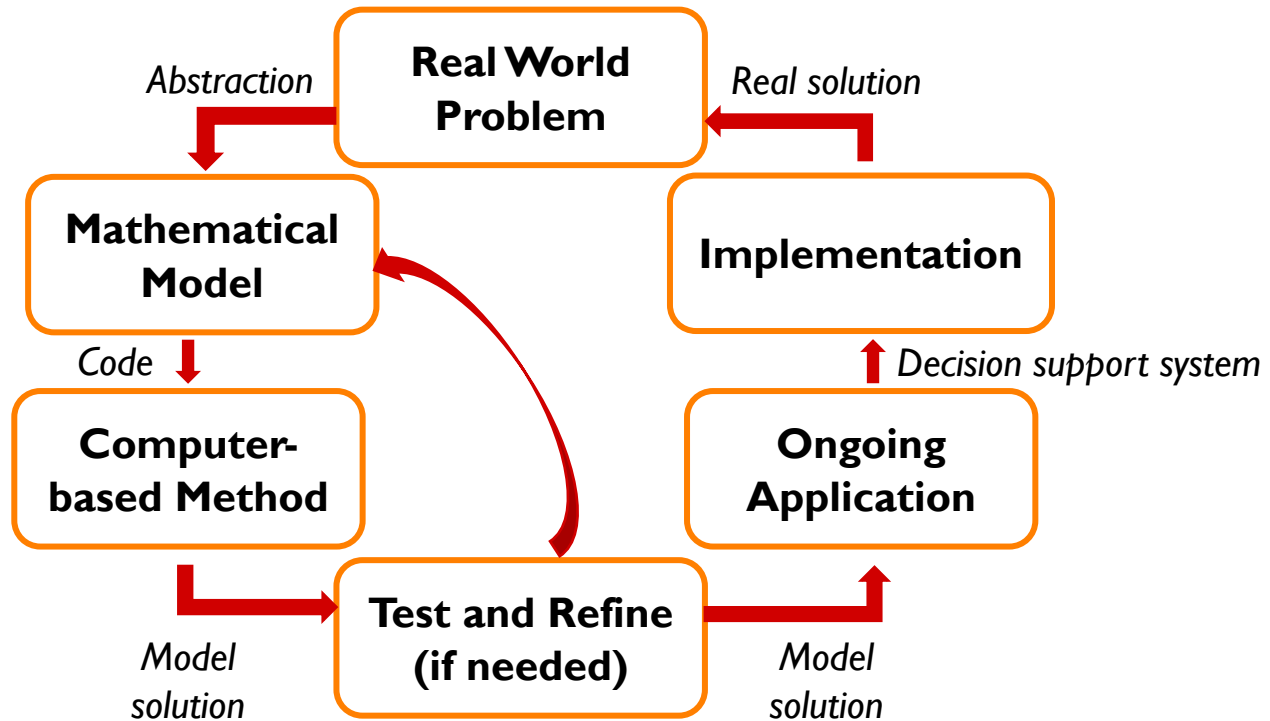 Real World
Problem
Abstraction
Real solution
Mathematical
Model
Implementation
Code
Decision support system
Computer-
based Method
Ongoing
Application
Test and Refine
(if needed)
Model
solution
Model
solution